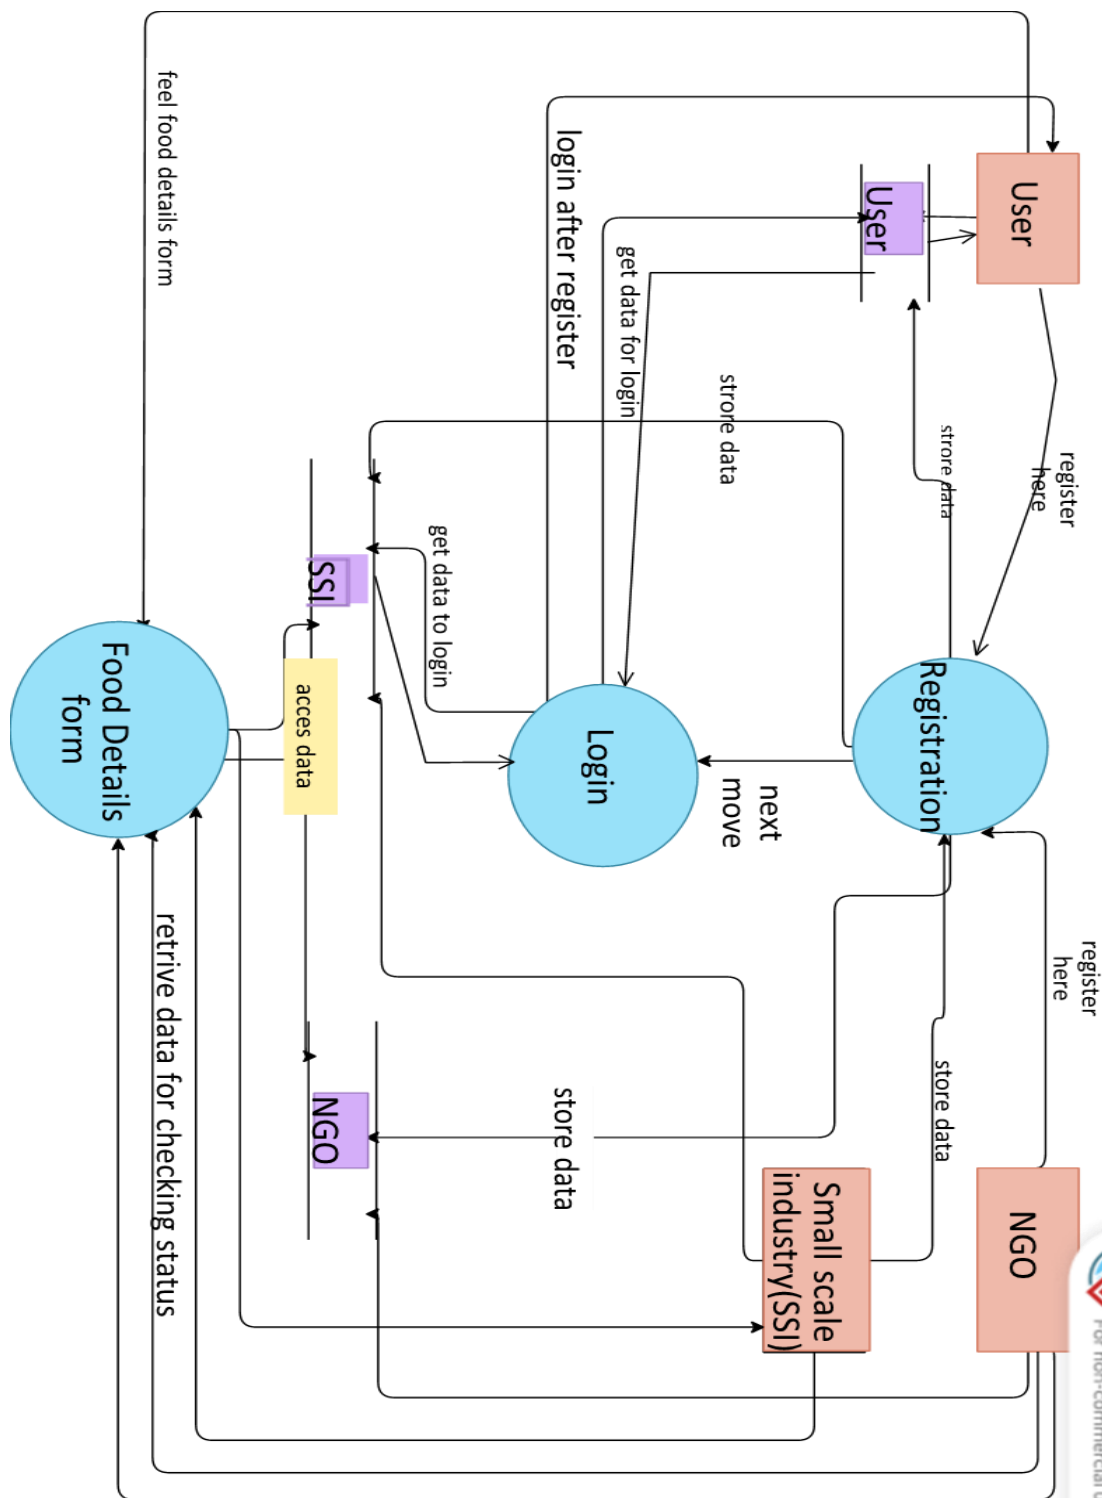 User
register
here
Registration
register
here
NGO
User
strore data
store data
Small scale
industry(SSI)
strore data
next
move
get data for login
login after register
Login
store data
get data to login
SSI
acces data
NGO
feel food details form
Food Details
form
retrive data for checking status